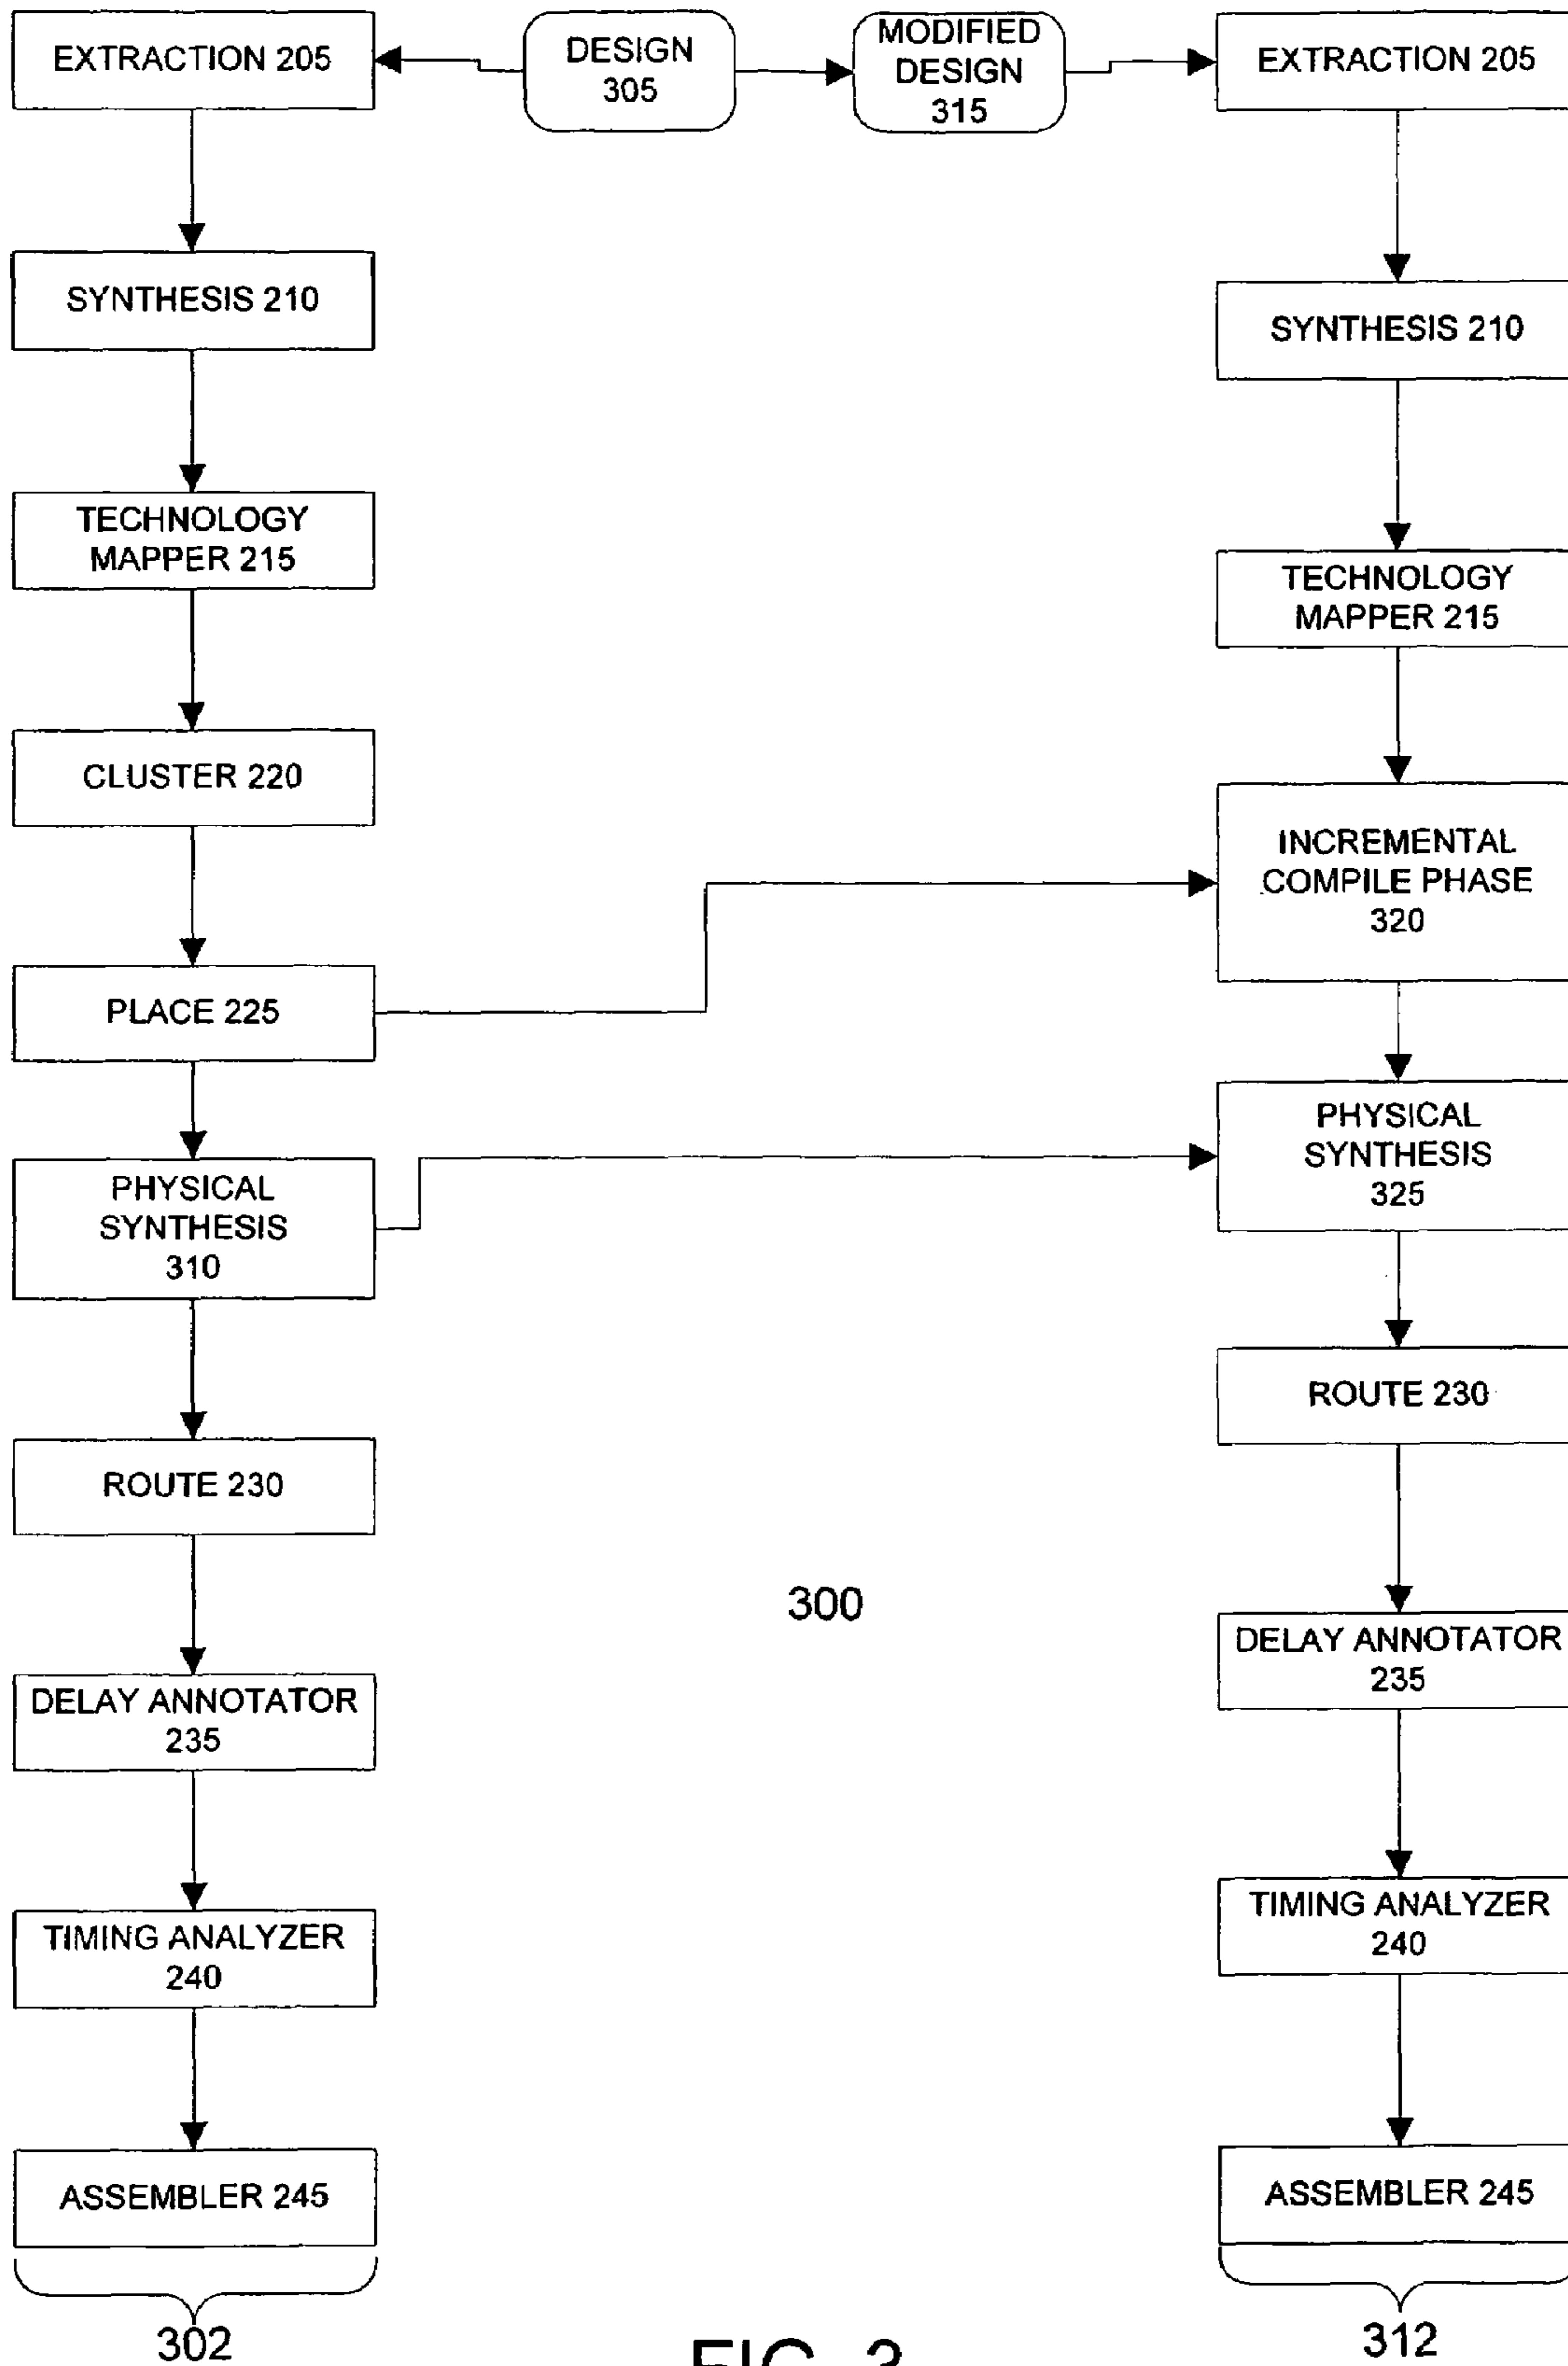 EXTRACTION 205
DESIGN
305
MODIFIED
DESIGN
315
EXTRACTION 205
SYNTHESIS 210
SYNTHESIS 210
TECHNOLOGY
MAPPER 215
TECHNOLOGY
MAPPER 215
CLUSTER 220
INCREMENTAL
COMPILE PHASE
320
PLACE 225
PHYSICAL
SYNTHESIS
325
PHYSICAL
SYNTHESIS
310
ROUTE 230
ROUTE 230
300
DELAY ANNOTATOR
235
DELAY ANNOTATOR
235
TIMING ANALYZER
240
TIMING ANALYZER
240
ASSEMBLER 245
ASSEMBLER 245
302
312
FIG. 3